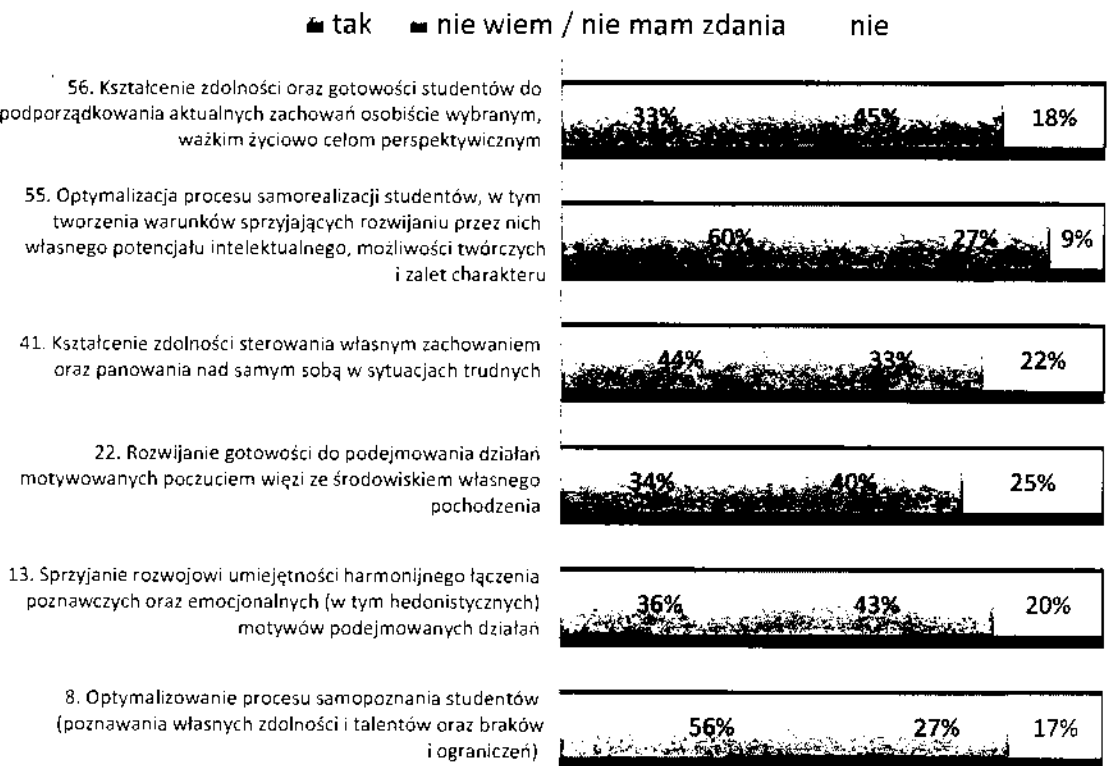 tak nie wiem / nie mam zdania nie
56. Kształcenie zdolności oraz gotowości studentów do
podporządkowania aktualnych zachowań osobiście wybranym,
ważkim życiowo celom perspektywicznym
33% 45% 18%
55. Optymalizacja procesu samorealizacji studentów, w tym
tworzenia warunków sprzyjających rozwijaniu przez nich
własnego potencjału intelektualnego, możliwości twórczych
i zalet charakteru
60% 27% 9%
41. Kształcenie zdolności sterowania własnym zachowaniem
oraz panowania nad samym sobą w sytuacjach trudnych
44% 33% 22%
22. Rozwijanie gotowości do podejmowania działań
motywowanych poczuciem więzi ze środowiskiem własnego
pochodzenia
34% 40% 25%
13. Sprzyjanie rozwojowi umiejętności harmonijnego łączenia
poznawczych oraz emocjonalnych (w tym hedonistycznych)
motywów podejmowanych działań
36% 43% 20%
8. Optymalizowanie procesu samopoznania studentów
(poznawania własnych zdolności i talentów oraz braków
i ograniczeń)
56% 27% 17%